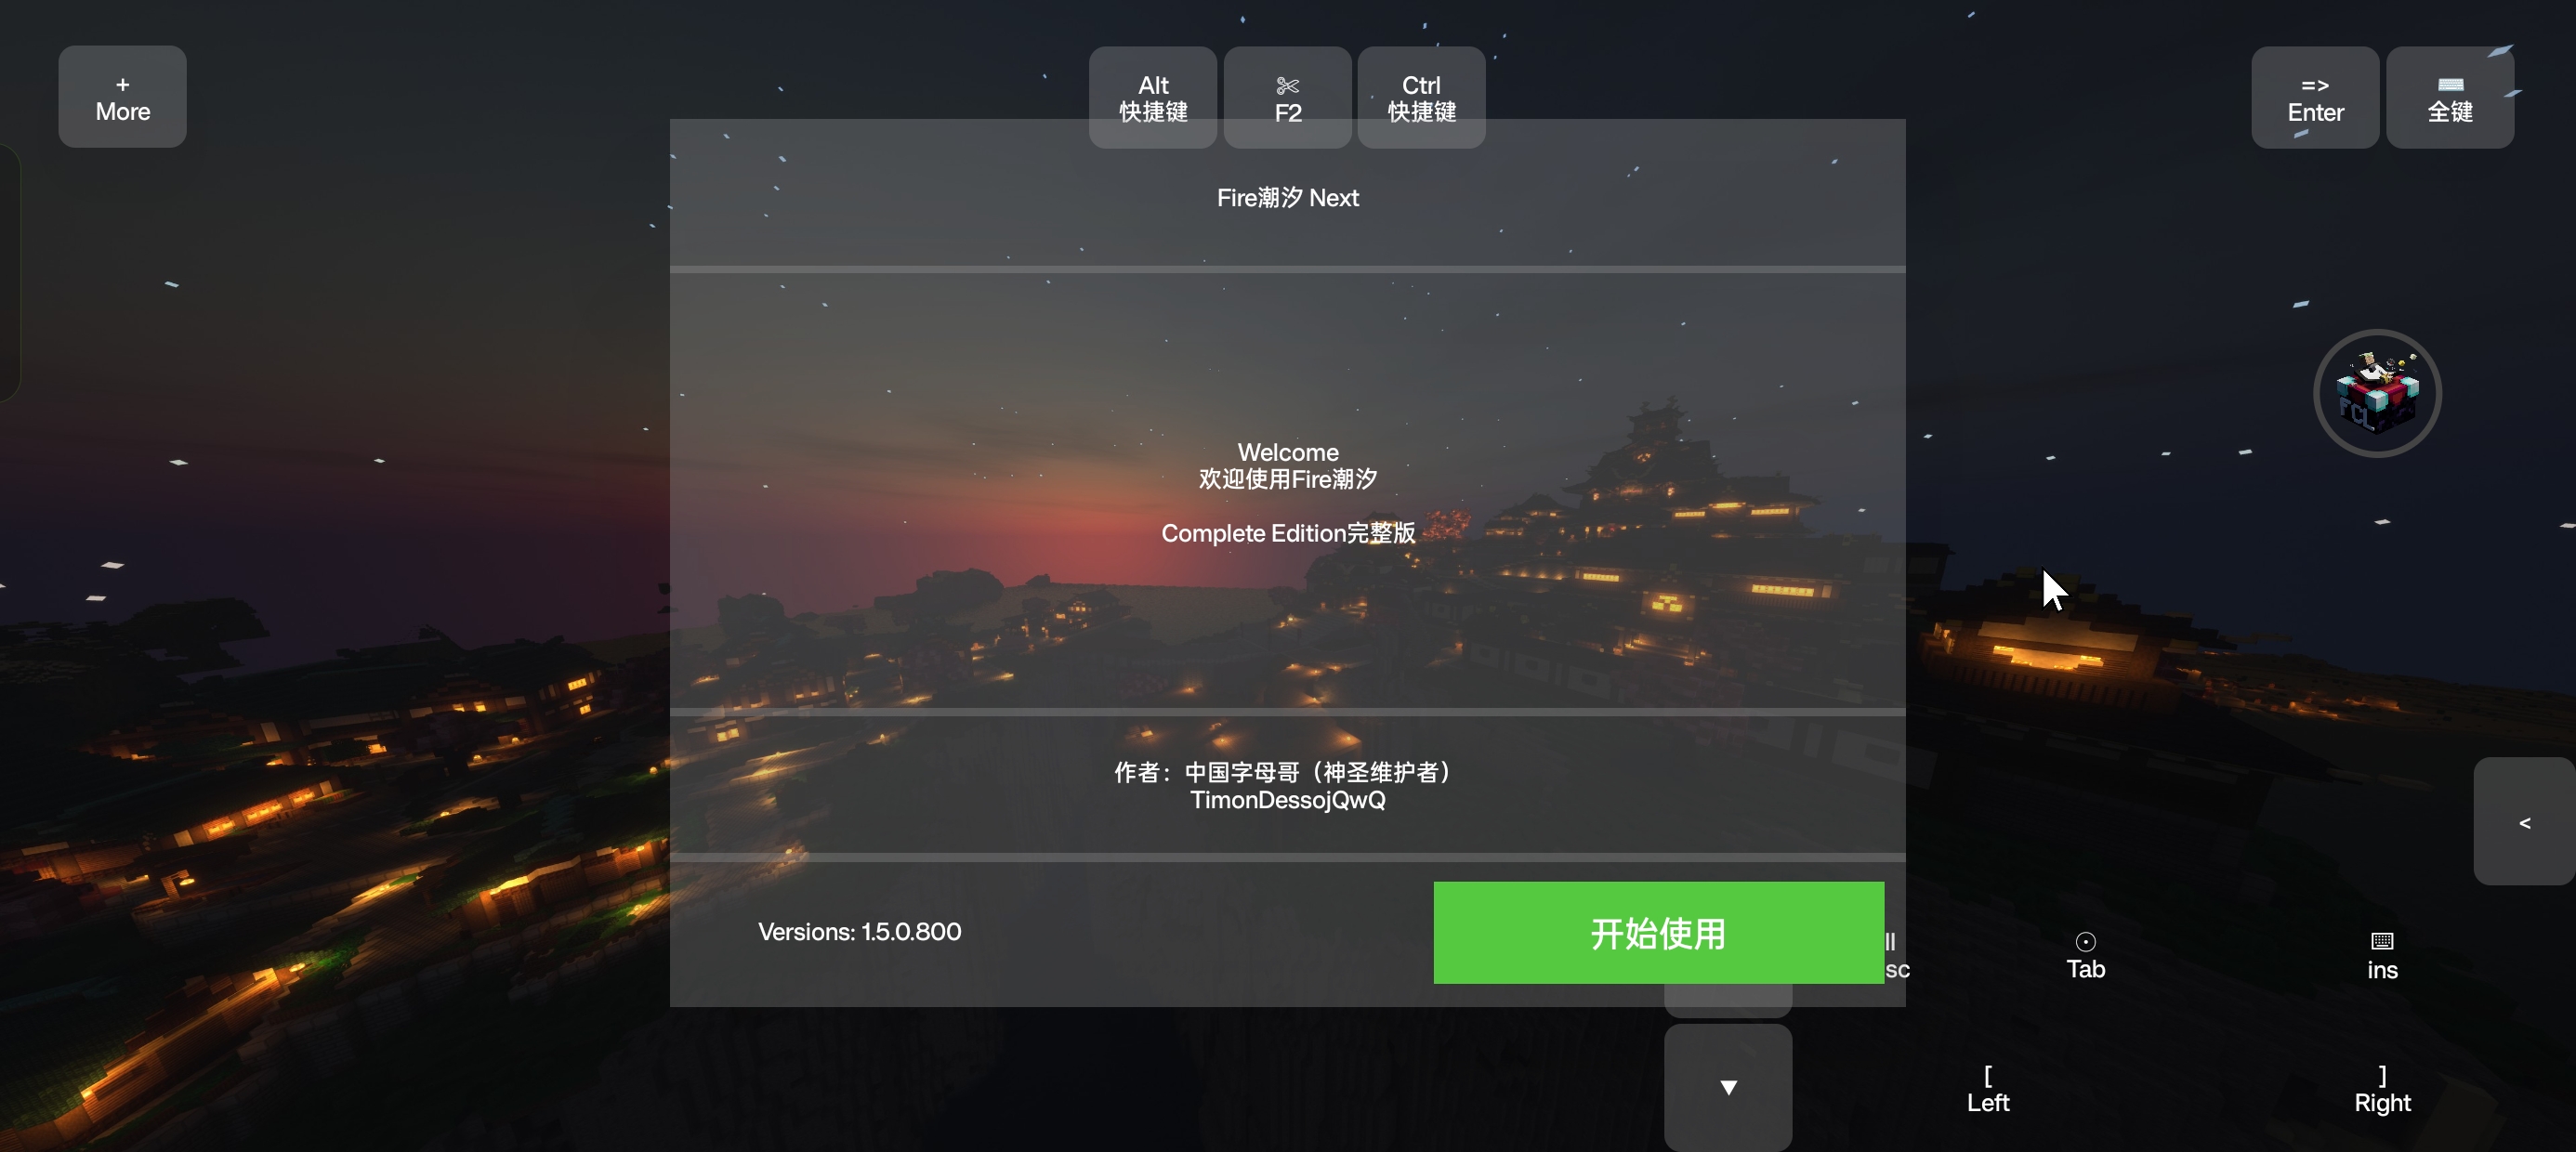 +
More
Alt
快捷键
F2
Ctrl
快捷键
=>
Enter
全键
Fire潮汐 Next
FCL
Welcome
欢迎使用Fire潮汐
Complete Edition完整版
<
作者：中国字母哥（神圣维护者）
TimonDessojQwQ
Versions: 1.5.0.800
开始使用
sc
Tab
ins
▼
[
Left
]
Right